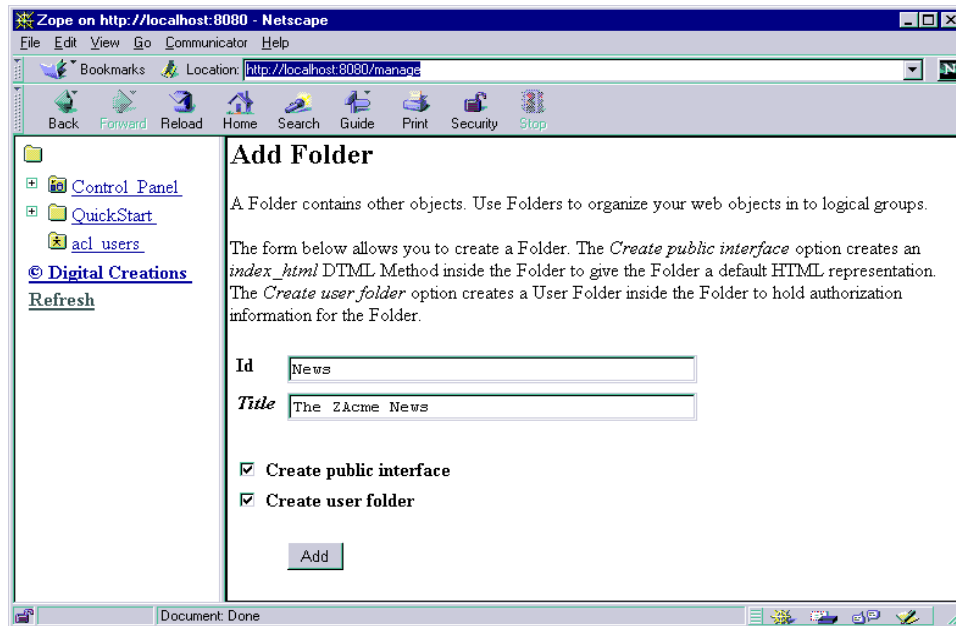 Zope on http://localhost:8080 - Netscape
File Edit View Go Communicator Help
Bookmarks Location: http://localhost:8080/manage
N
Back Forward Reload Home Search Guide Print Security Stop
Control_Panel
QuickStart
acl_users
© Digital Creations
Refresh
Add Folder
A Folder contains other objects. Use Folders to organize your web objects in to logical groups.
The form below allows you to create a Folder. The Create public interface option creates an
index_html DTML Method inside the Folder to give the Folder a default HTML representation.
The Create user folder option creates a User Folder inside the Folder to hold authorization
information for the Folder.
Id News
Title The ZAcme News
Create public interface
Create user folder
Add
Document: Done